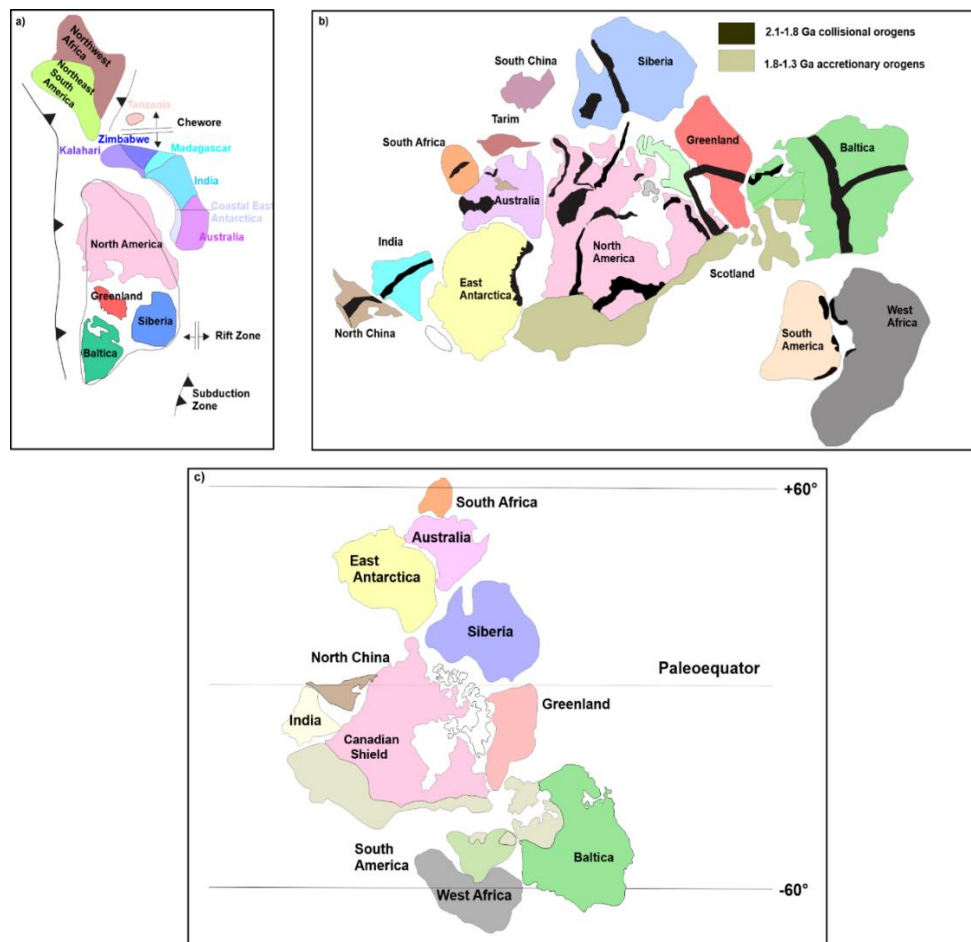 a)
Northwest
Africa
Northeast
South
America
Tanzania
Chewore
Zimbabwe
Kalahari
Madagascar
India
Coastal East
Antarctica
Australia
North America
Greenland
Siberia
Baltica
Rift Zone
Subduction
Zone
b)
2.1-1.8 Ga collisional orogens
1.8-1.3 Ga accretionary orogens
South China
Siberia
Tarim
South
Africa
Greenland
Baltica
Australia
India
North
America
East
Antarctica
Scotland
North China
South
America
West
Africa
c)
+60°
South Africa
Australia
East
Antarctica
Siberia
North China
Paleoequator
India
Greenland
Canadian
Shield
South
America
Baltica
West Africa
-60°